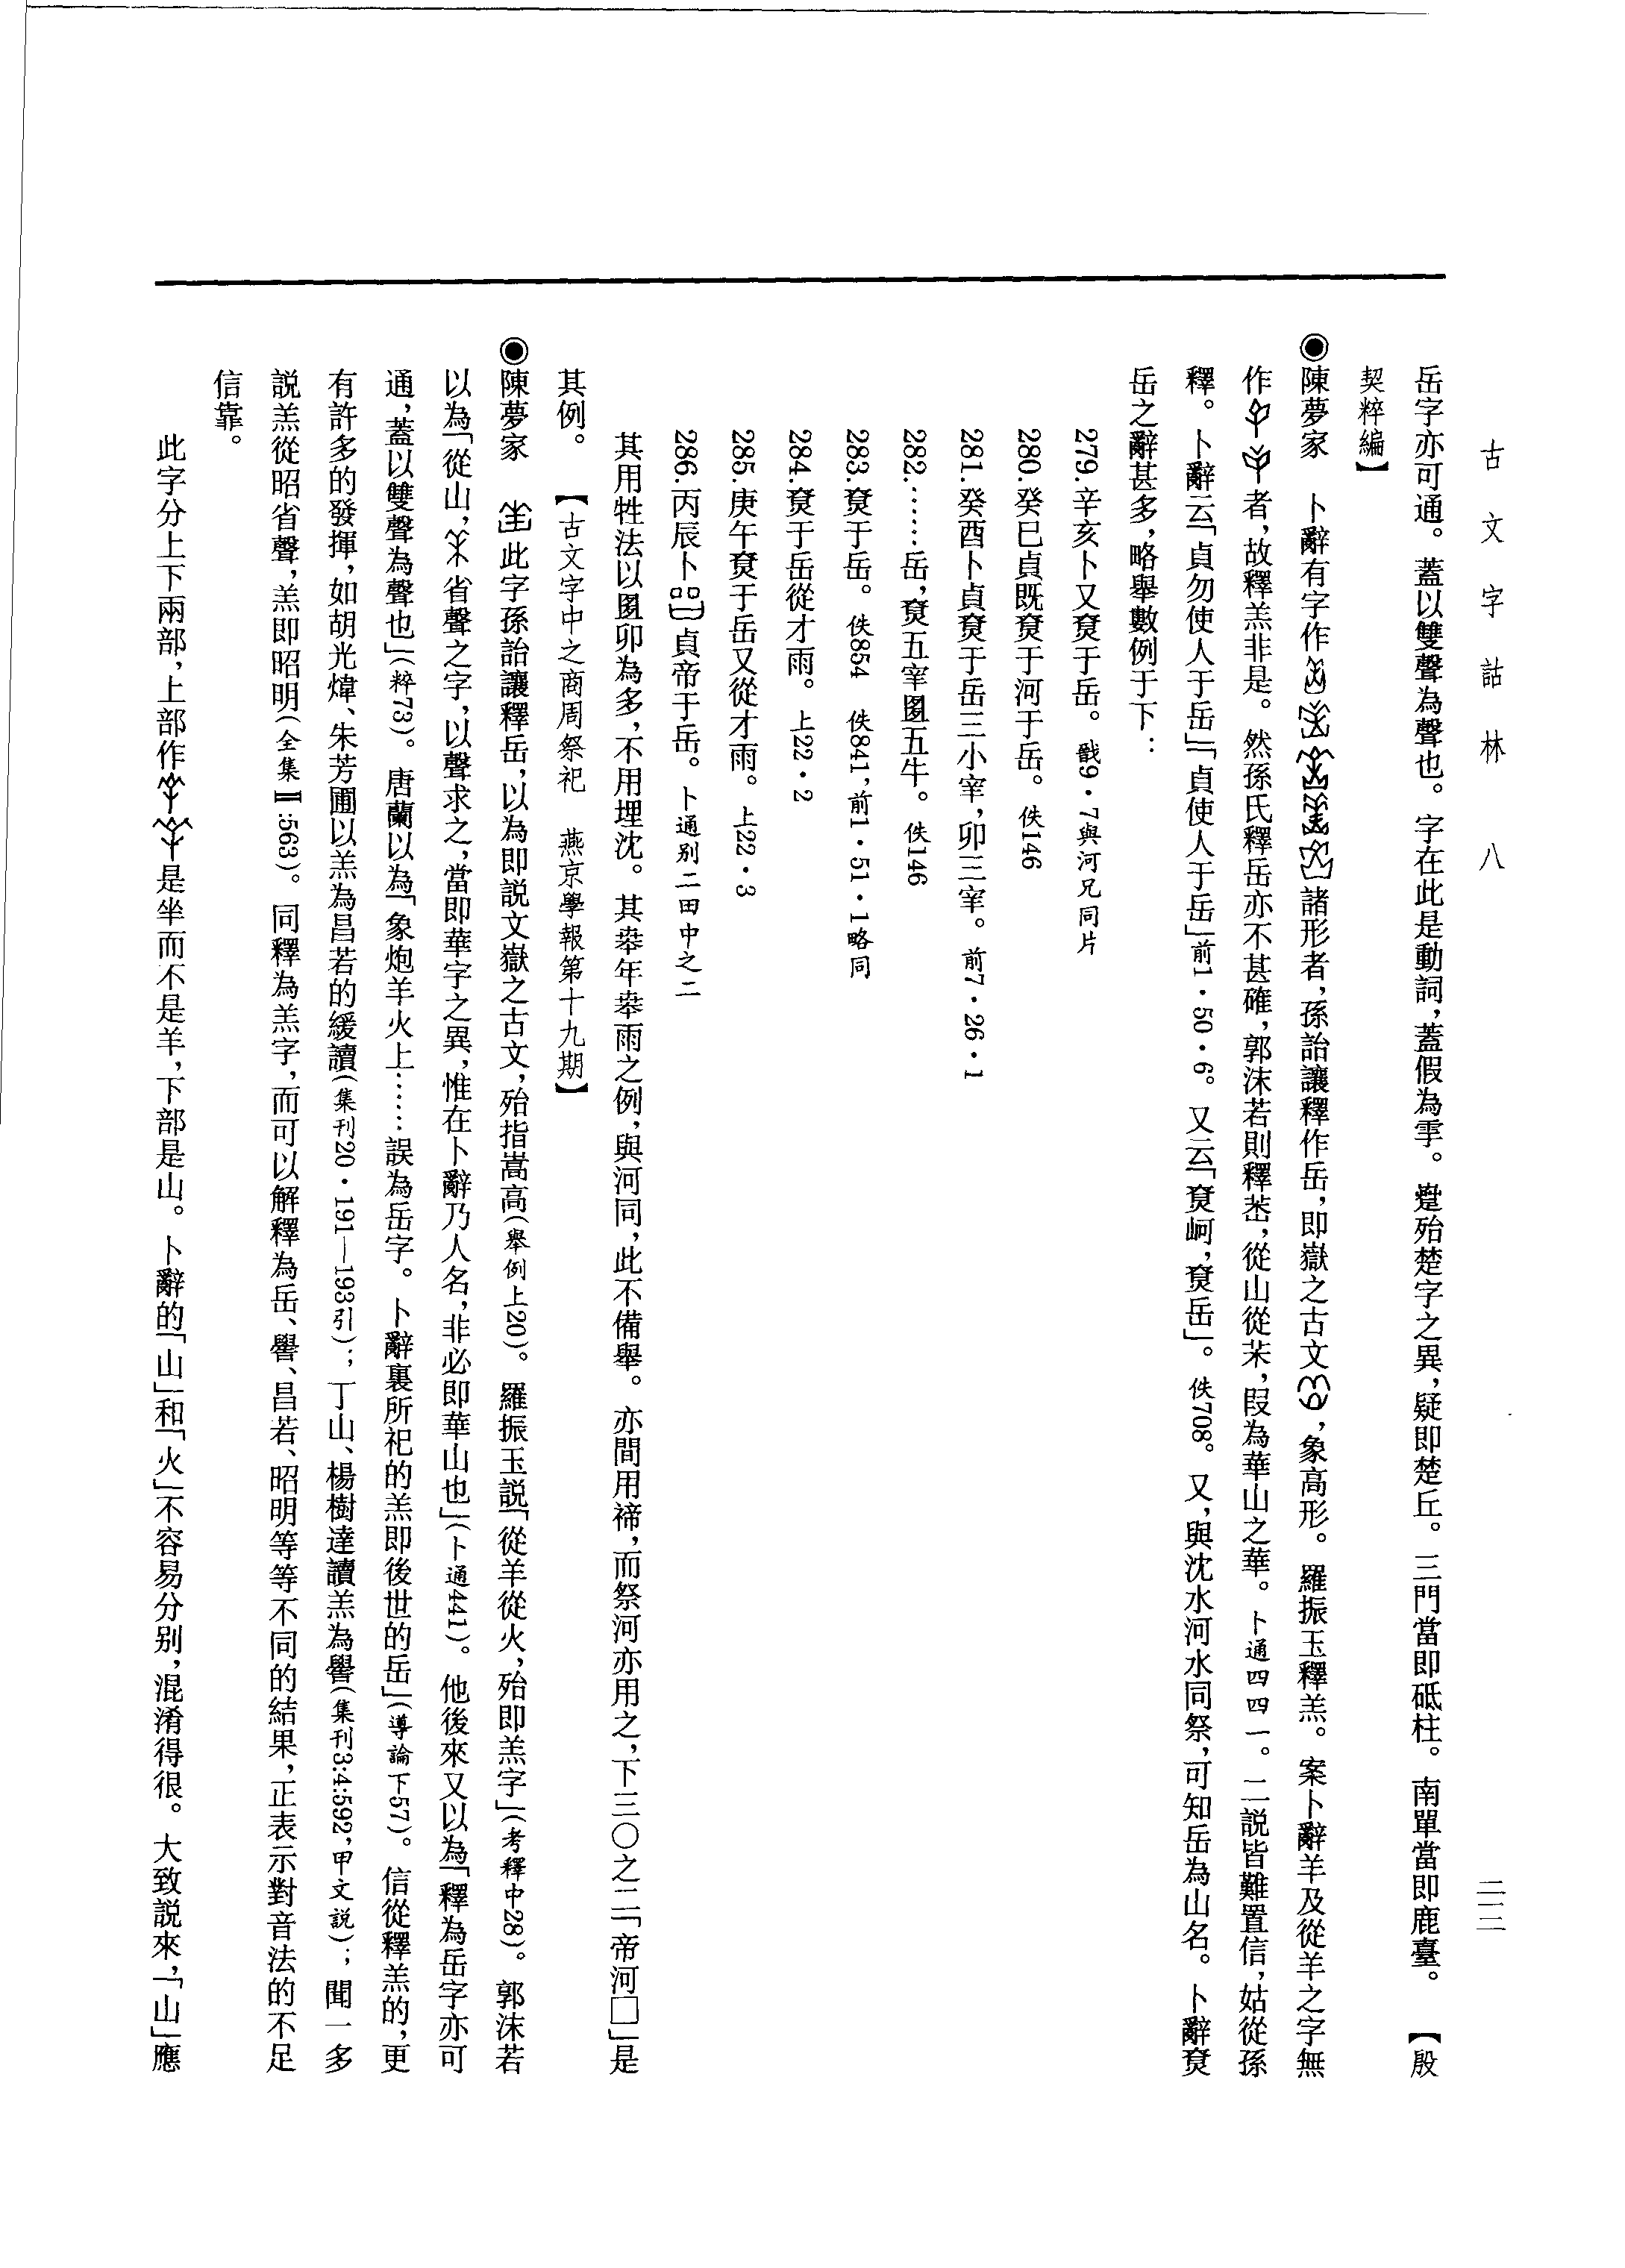 古文字詁林 八
二二二
岳字亦可通。蓋以雙聲為聲也。字在此是動詞，蓋假為雩。殆楚字之異，疑即楚丘。三門當即砥柱。南單當即鹿臺。【殷
契粹編】
◉陳夢家　卜辭有字作諸形者，孫詒讓釋作岳，即嶽之古文，象高形。羅振玉釋羔。案卜辭羊及從羊之字無
作者，故釋羔非是。然孫氏釋岳亦不甚確，郭沫若則釋，從山從，叚為華山之華。卜通四四一。二說皆難置信，姑從孫
釋。卜辭云「貞勿使人于岳」「貞使人于岳」前1·50·6。又云「㚔岢，㚔岳」。佚708。又，與沈水河水同祭，可知岳為山名。卜辭
岳之辭甚多，略舉數例于下：
279.辛亥卜又于岳。戩9·7與河兄同片
280.癸巳貞既于河于岳。佚146
281.癸酉卜貞于岳三小宰，卯三宰。前7·26·1
282.……岳，五宰五牛。佚146
283.于岳。佚854　佚841，前1·51·1略同
284.于岳從才雨。上22·2
285.庚午于岳又從才雨。上22·3
286.丙辰卜貞帝于岳。卜通別二田中之二
其用牲法以卯為多，不用埋沈。其年雨之例，與河同，此不備舉。亦間用禘，而祭河亦用之，下三〇之二「帝河□」是
其例。【古文字中之商周祭祀　燕京學報第十九期】
◉陳夢家　此字孫詒讓釋岳，以為即說文嶽之古文，殆指嵩高（舉例上20）。羅振玉說「從羊從火，殆即羔字」（考釋中28）。郭沫若
以為「從山，省聲之字，以聲求之，當即華字之異，惟在卜辭乃人名，非必即華山也」（卜通441）。他後來又以為「釋為岳字亦可
通，蓋以雙聲為聲也」（粹73）。唐蘭以為「象炮羊火上……誤為岳字。卜辭裏所祀的羔即後世的岳」（導論下57）。信從釋羔的，更
有許多的發揮，如胡光煒、朱芳圃以羔為昌若的緩讀（集刊20·191—193引）；丁山、楊樹達讀羔為嚳（集刊3:4:592，甲文說）；聞一多
說羔從昭省聲，羔即昭明（全集Ⅱ:563）。同釋為羔字，而可以解釋為岳、嚳、昌若、昭明等等不同的結果，正表示對音法的不足
信靠。
此字分上下兩部，上部作是坐而不是羊，下部是山。卜辭的「山」和「火」不容易分別，混淆得很。大致說來，「山」應